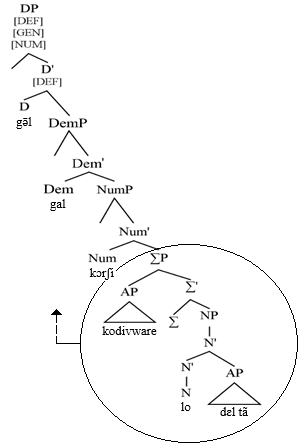 DP
[DEF]
[GEN]
[NUM]
D'
[DEF]
D
gəl
DemP
Dem'
Dem NumP
gal
Num'
Num ΣP
kərʃi
AP Σ'
kodivware
Σ NP
N'
N' AP
N
lo dɛl tã